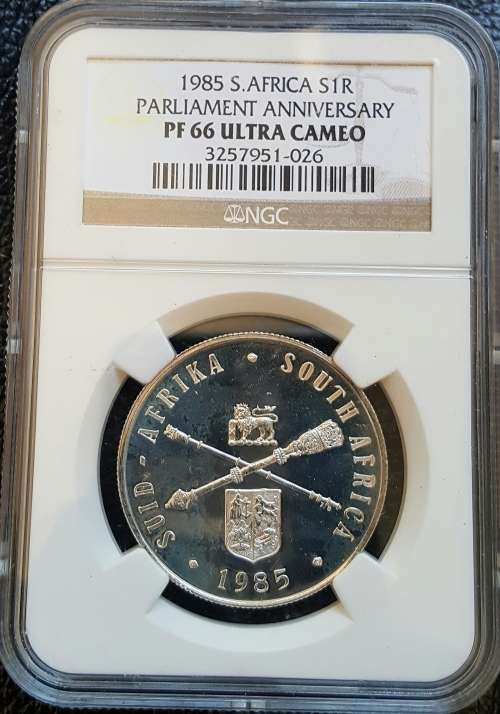 1985 S.AFRICA S1R
PARLIAMENT ANNIVERSARY
PF 66 ULTRA CAMEO
3257951-026
NGC
SUID - AFRIKA • SOUTH AFRICA
• 1985 •